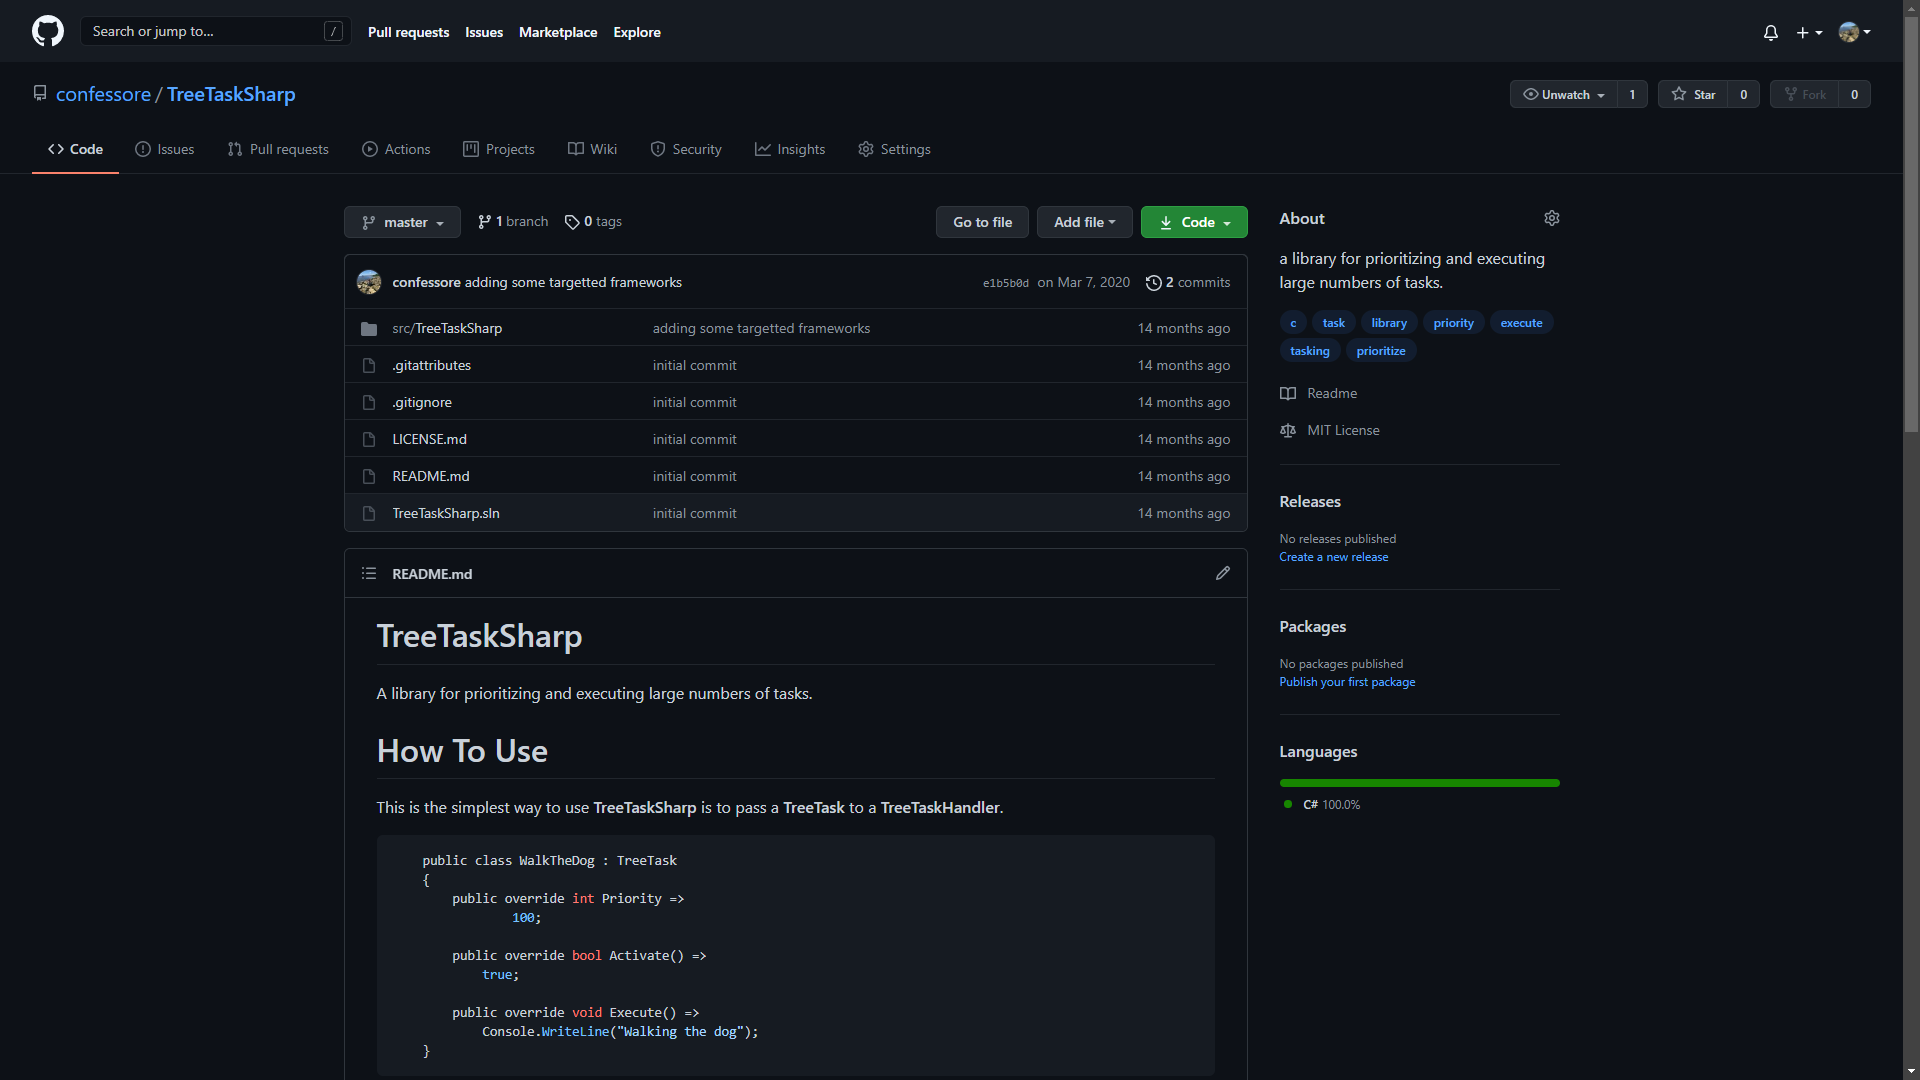 Search or jump to... /
Pull requests Issues Marketplace Explore
confessore / TreeTaskSharp
Unwatch 1 Star 0 Fork 0
Code Issues Pull requests Actions Projects Wiki Security Insights Settings
master 1 branch 0 tags
Go to file Add file Code
confessore adding some targetted frameworks e1b5b0d on Mar 7, 2020 2 commits
src/TreeTaskSharp adding some targetted frameworks 14 months ago
.gitattributes initial commit 14 months ago
.gitignore initial commit 14 months ago
LICENSE.md initial commit 14 months ago
README.md initial commit 14 months ago
TreeTaskSharp.sln initial commit 14 months ago
README.md
TreeTaskSharp
A library for prioritizing and executing large numbers of tasks.
How To Use
This is the simplest way to use TreeTaskSharp is to pass a TreeTask to a TreeTaskHandler.
public class WalkTheDog : TreeTask
{
public override int Priority =>
100;
public override bool Activate() =>
true;
public override void Execute() =>
Console.WriteLine("Walking the dog");
}
About
a library for prioritizing and executing
large numbers of tasks.
c task library priority execute
tasking prioritize
Readme
MIT License
Releases
No releases published
Create a new release
Packages
No packages published
Publish your first package
Languages
C# 100.0%